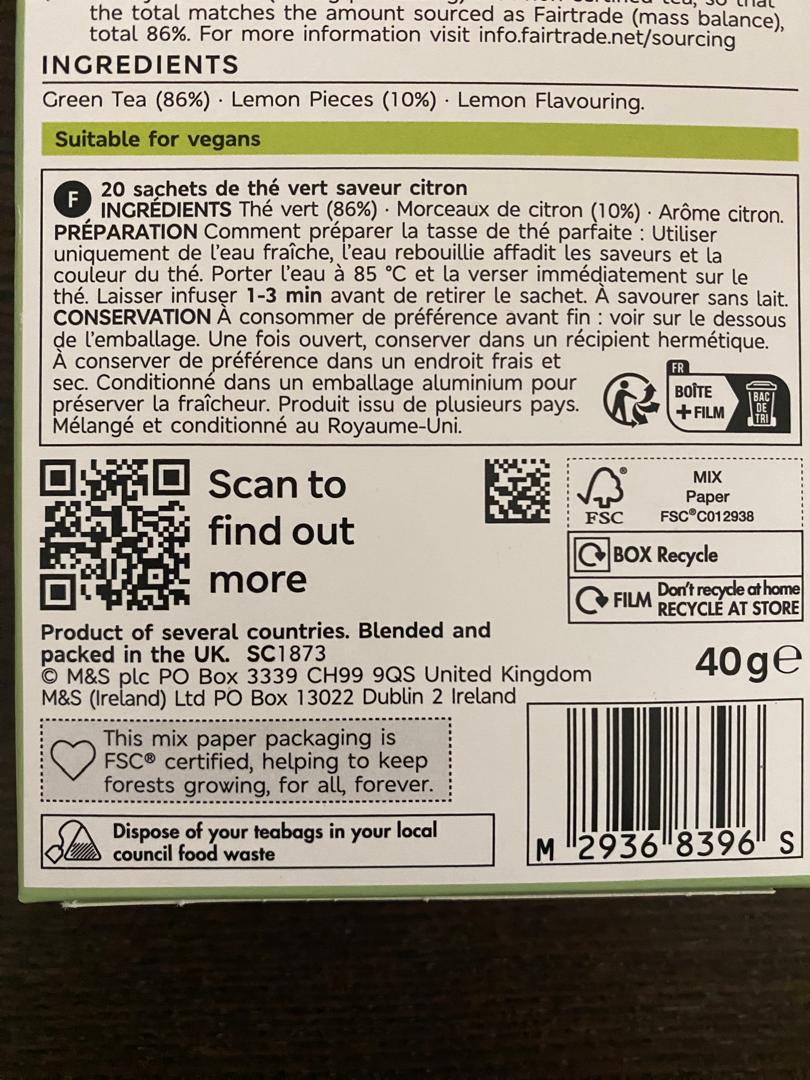 the total matches the amount sourced as Fairtrade (mass balance),
total 86%. For more information visit info.fairtrade.net/sourcing
INGREDIENTS
Green Tea (86%) · Lemon Pieces (10%) · Lemon Flavouring.
Suitable for vegans
F
20 sachets de thé vert saveur citron
INGRÉDIENTS Thé vert (86%) · Morceaux de citron (10%) · Arôme citron.
PRÉPARATION Comment préparer la tasse de thé parfaite : Utiliser
uniquement de l'eau fraîche, l'eau rebouillie affadit les saveurs et la
couleur du thé. Porter l'eau à 85 °C et la verser immédiatement sur le
thé. Laisser infuser 1-3 min avant de retirer le sachet. À savourer sans lait.
CONSERVATION À consommer de préférence avant fin : voir sur le dessous
de l'emballage. Une fois ouvert, conserver dans un récipient hermétique.
À conserver de préférence dans un endroit frais et
sec. Conditionné dans un emballage aluminium pour
préserver la fraîcheur. Produit issu de plusieurs pays.
Mélangé et conditionné au Royaume-Uni.
FR
BOÎTE
+ FILM
BAC
DE
TRI
Scan to
find out
more
FSC®
MIX
Paper
FSC® C012938
BOX Recycle
FILM Don't recycle at home
RECYCLE AT STORE
Product of several countries. Blended and
packed in the UK. SC1873
© M&S plc PO Box 3339 CH99 9QS United Kingdom
M&S (Ireland) Ltd PO Box 13022 Dublin 2 Ireland
40g℮
This mix paper packaging is
FSC® certified, helping to keep
forests growing, for all, forever.
Dispose of your teabags in your local
council food waste
M 2936 8396 S